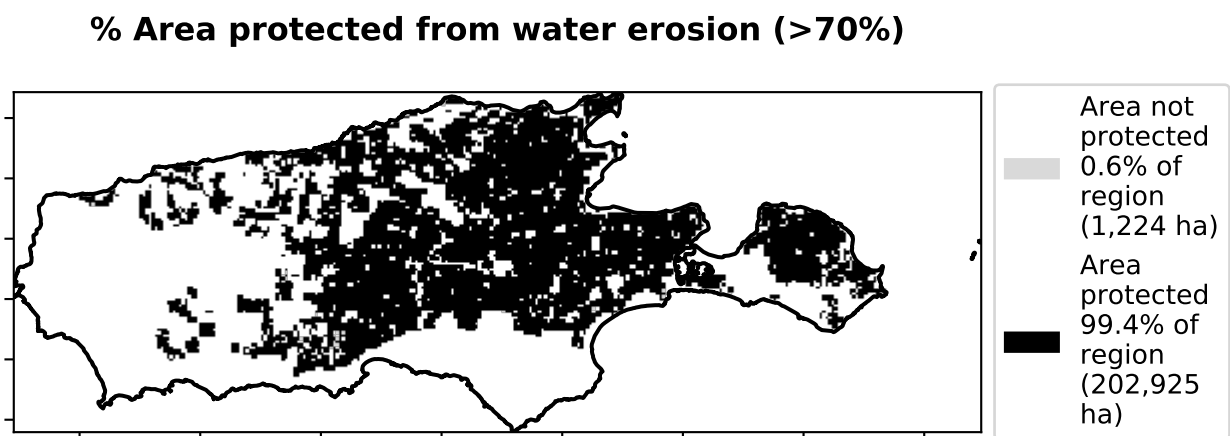 % Area protected from water erosion (>70%)
Area not
protected
0.6% of
region
(1,224 ha)
Area
protected
99.4% of
region
(202,925
ha)